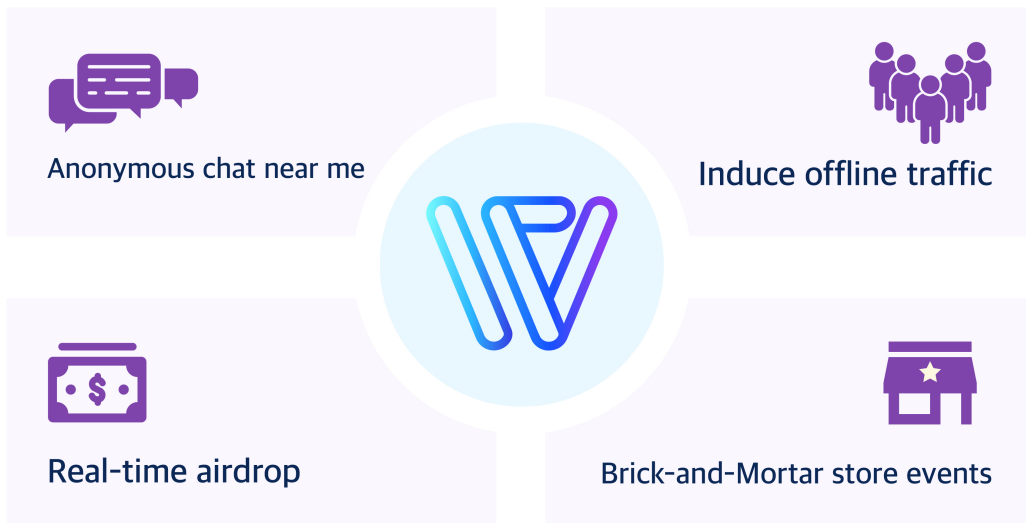 Anonymous chat near me
Induce offline traffic
$
Real-time airdrop
Brick-and-Mortar store events